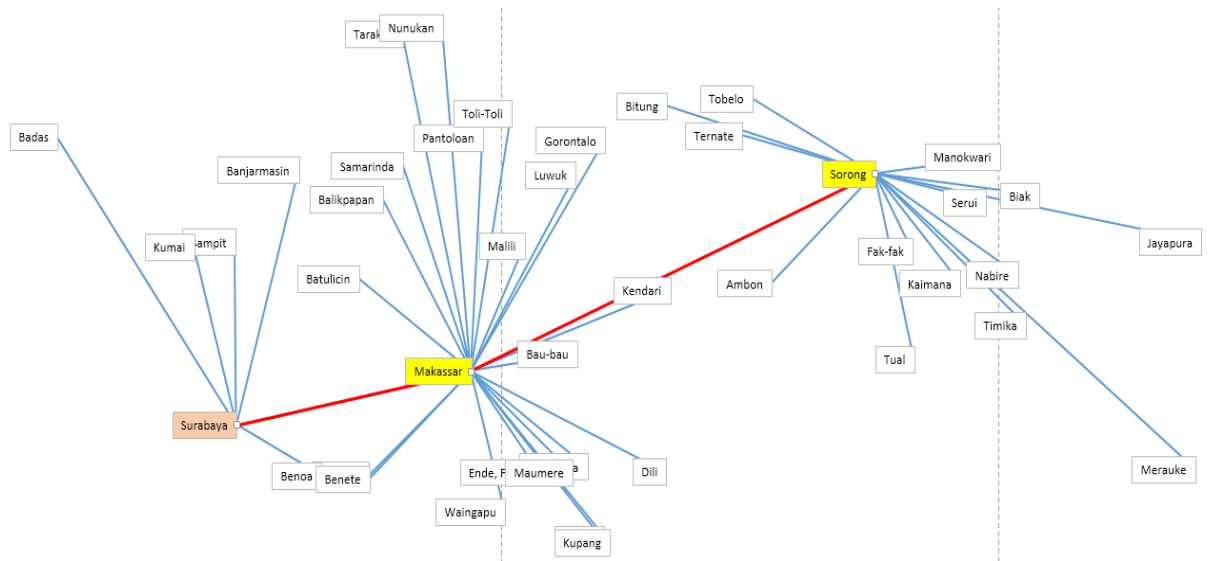 Tarak
Nunukan
Toli-Toli
Badas
Pantoloan
Gorontalo
Banjarmasin
Samarinda
Luwuk
Balikpapan
Kumai
Malili
Batulicin
Kendari
Bau-bau
Makassar
Surabaya
Benoa
Benete
Ende,
Maumere
Dili
Waingapu
Kupang
Bitung
Tobelo
Ternate
Manokwari
Sorong
Serui
Biak
Jayapura
Fak-fak
Ambon
Kaimana
Nabire
Timika
Tual
Merauke